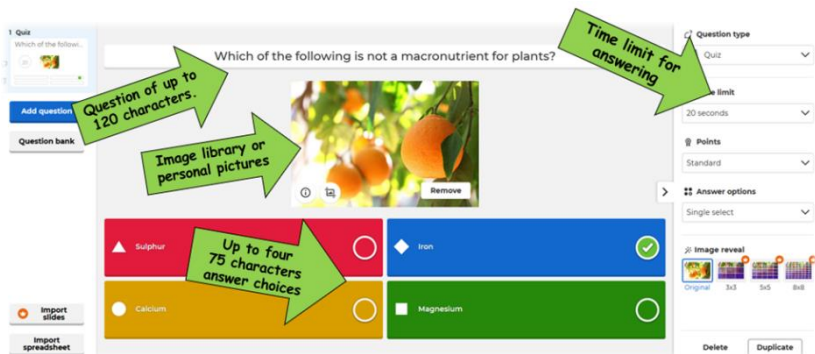 1 Quiz
Which of the followi...
Add question
Question bank
Import
slides
Import
spreadsheet
Which of the following is not a macronutrient for plants?
Question of up to
120 characters.
Image library or
personal pictures
Remove
Up to four
75 characters
answer choices
Sulphur
Iron
Calcium
Magnesium
Time limit for
answering
Question type
Quiz
limit
20 seconds
Points
Standard
Answer options
Single select
Image reveal
Original 3x3 5x5 8x8
Delete
Duplicate